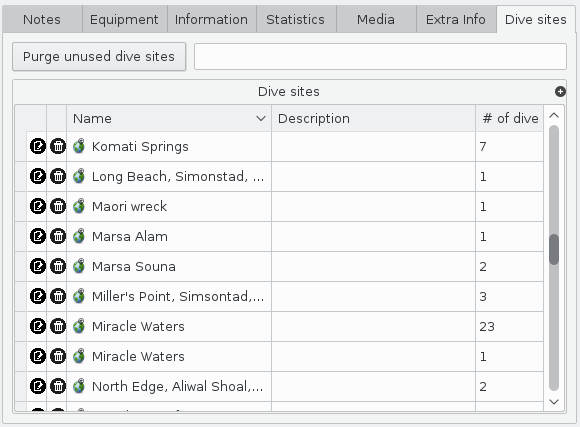 Notes Equipment Information Statistics Media Extra Info Dive sites
Purge unused dive sites
Dive sites
Name Description # of dive
Komati Springs 7
Long Beach, Simonstad, ... 1
Maori wreck 1
Marsa Alam 1
Marsa Souna 2
Miller's Point, Simsontad,... 3
Miracle Waters 23
Miracle Waters 1
North Edge, Aliwal Shoal,... 2